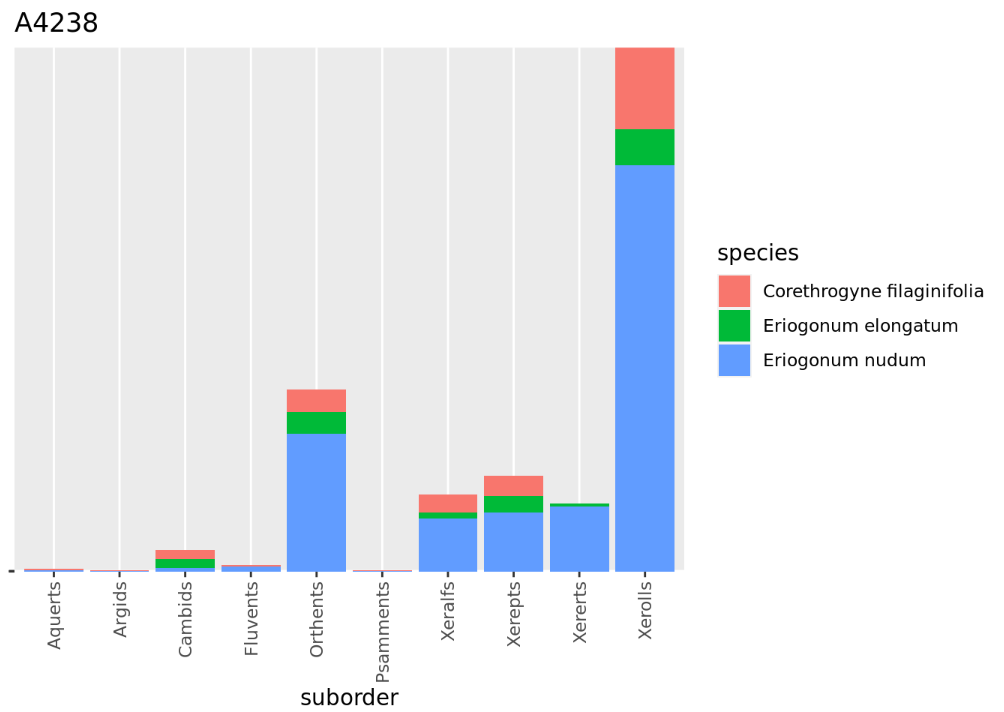 A4238
species
Corethrogyne filaginifolia
Eriogonum elongatum
Eriogonum nudum
Aquerts
Argids
Cambids
Fluvents
Orthents
Psamments
Xeralfs
Xerepts
Xererts
Xerolls
suborder